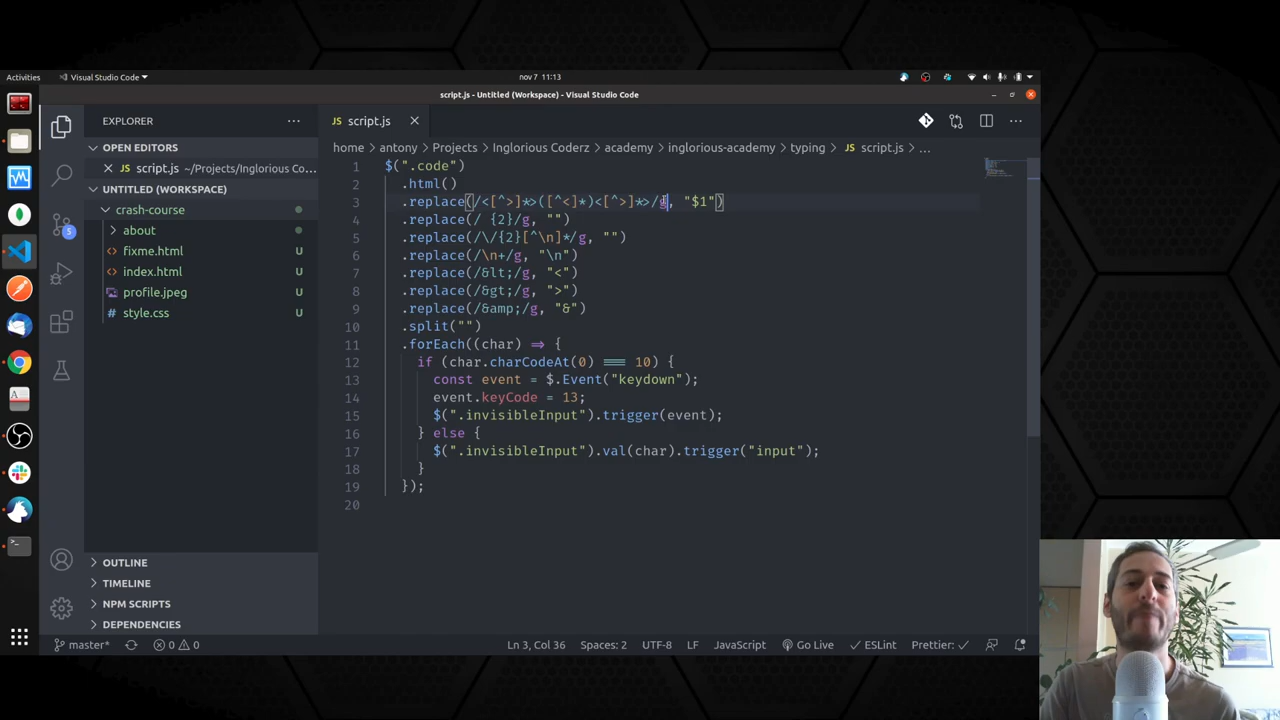 Activities
Visual Studio Code
nov 7 11:13
script.js - Untitled (Workspace) - Visual Studio Code
EXPLORER
OPEN EDITORS
script.js ~/Projects/Inglorious Co...
UNTITLED (WORKSPACE)
crash-course
about
fixme.html U
index.html U
profile.jpeg U
style.css U
OUTLINE
TIMELINE
NPM SCRIPTS
DEPENDENCIES
5
script.js
home > antony > Projects > Inglorious Coderz > academy > inglorious-academy > typing > script.js > ...
1 $(".code")
2 .html()
3 .replace(/<[^>]*>([^<]*)<[^>]*>/g, "$1")
4 .replace(/ {2}/g, "")
5 .replace(/\/{2}[^\n]*/g, "")
6 .replace(/\n+/g, "\n")
7 .replace(/&lt;/g, "<")
8 .replace(/&gt;/g, ">")
9 .replace(/&amp;/g, "&")
10 .split("")
11 .forEach((char) => {
12 if (char.charCodeAt(0) === 10) {
13 const event = $.Event("keydown");
14 event.keyCode = 13;
15 $(".invisibleInput").trigger(event);
16 } else {
17 $(".invisibleInput").val(char).trigger("input");
18 }
19 });
20
master* 0 0 Ln 3, Col 36 Spaces: 2 UTF-8 LF JavaScript Go Live ESLint Prettier: